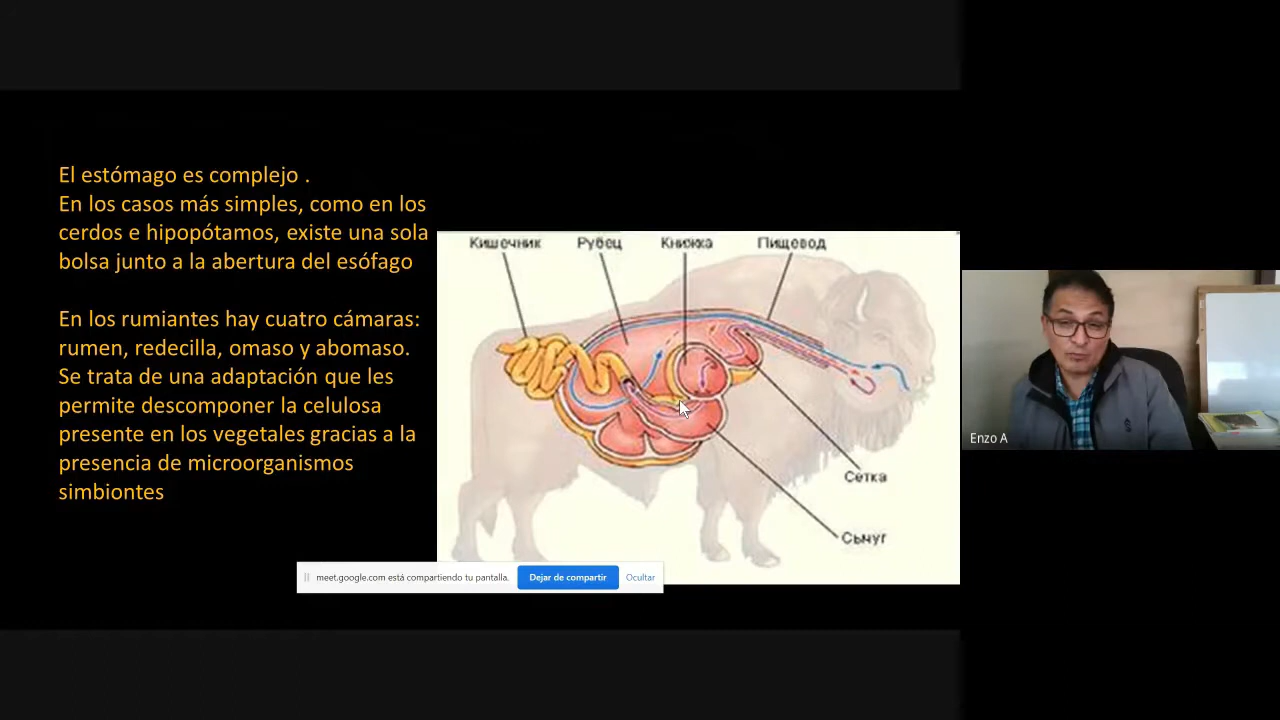 El estómago es complejo .
En los casos más simples, como en los
cerdos e hipopótamos, existe una sola
bolsa junto a la abertura del esófago
En los rumiantes hay cuatro cámaras:
rumen, redecilla, omaso y abomaso.
Se trata de una adaptación que les
permite descomponer la celulosa
presente en los vegetales gracias a la
presencia de microorganismos
simbiontes
Кишечник Рубец Книжка Пищевод
Сетка
Сычуг
Enzo A
meet.google.com está compartiendo tu pantalla. Dejar de compartir Ocultar